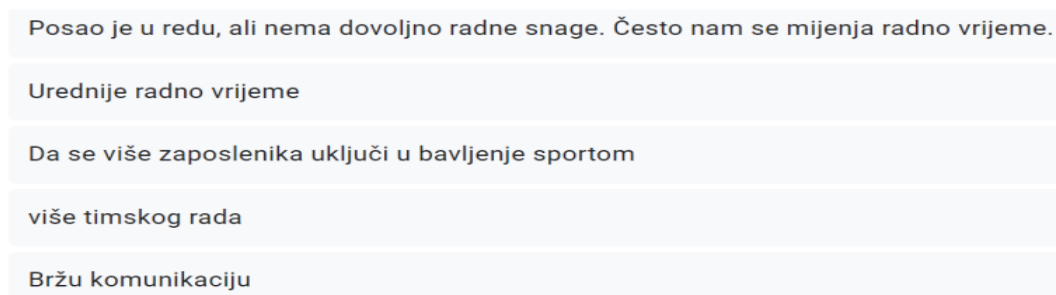 Posao je u redu, ali nema dovoljno radne snage. Često nam se mijenja radno vrijeme.
Urednije radno vrijeme
Da se više zaposlenika uključi u bavljenje sportom
više timskog rada
Bržu komunikaciju